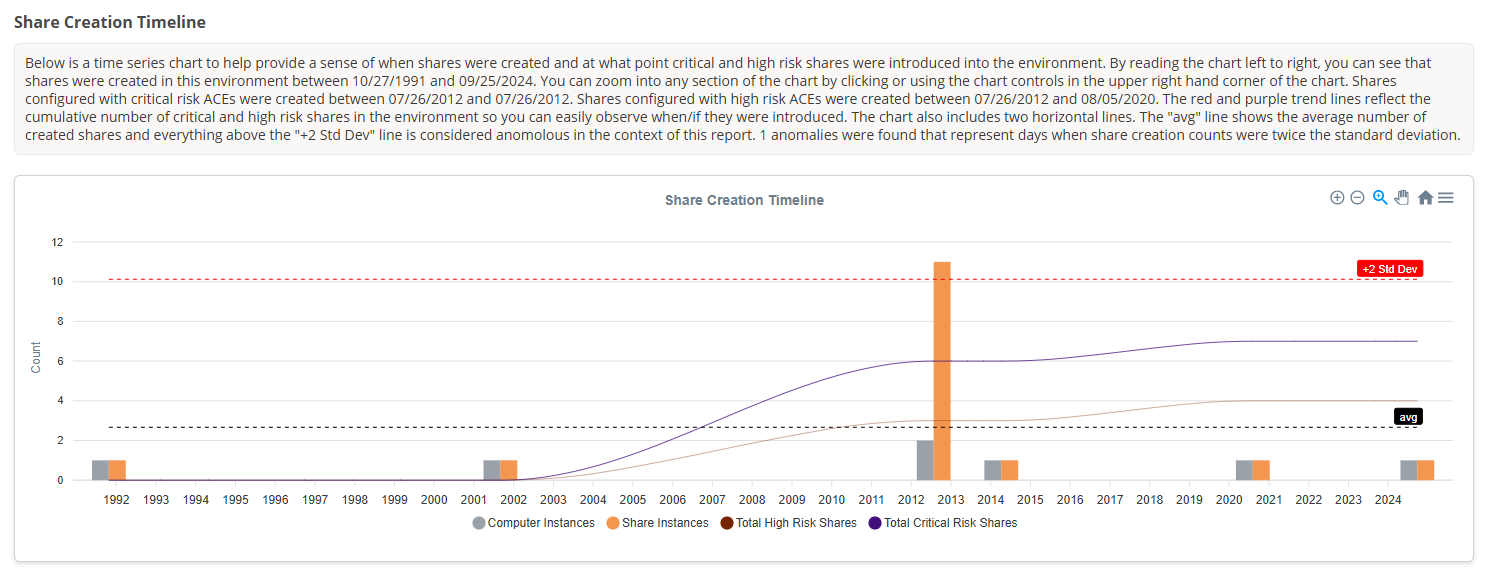 Share Creation Timeline
Below is a time series chart to help provide a sense of when shares were created and at what point critical and high risk shares were introduced into the environment. By reading the chart left to right, you can see that
shares were created in this environment between 10/27/1991 and 09/25/2024. You can zoom into any section of the chart by clicking or using the chart controls in the upper right hand corner of the chart. Shares
configured with critical risk ACEs were created between 07/26/2012 and 07/26/2012. Shares configured with high risk ACEs were created between 07/26/2012 and 08/05/2020. The red and purple trend lines reflect the
cumulative number of critical and high risk shares in the environment so you can easily observe when/if they were introduced. The chart also includes two horizontal lines. The "avg" line shows the average number of
created shares and everything above the "+2 Std Dev" line is considered anomolous in the context of this report. 1 anomalies were found that represent days when share creation counts were twice the standard deviation.
Share Creation Timeline
12
+2 Std Dev
10
8
Count
6
4
avg
2
0
1992 1993 1994 1995 1996 1997 1998 1999 2000 2001 2002 2003 2004 2005 2006 2007 2008 2009 2010 2011 2012 2013 2014 2015 2016 2017 2018 2019 2020 2021 2022 2023 2024
Computer Instances Share Instances Total High Risk Shares Total Critical Risk Shares